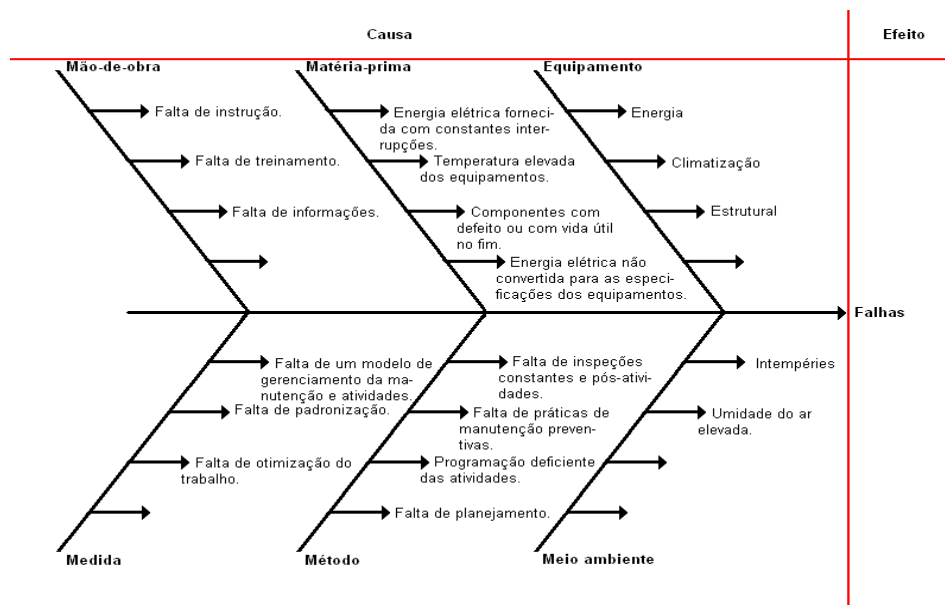 Causa
Efeito
Mão-de-obra
Matéria-prima
Equipamento
Falta de instrução.
Falta de treinamento.
Falta de informações.
Energia elétrica forneci-
da com constantes inter-
rupções.
Temperatura elevada
dos equipamentos.
Componentes com
defeito ou com vida útil
no fim.
Energia elétrica não
convertida para as especi-
ficações dos equipamentos.
Energia
Climatização
Estrutural
Falhas
Falta de um modelo de
gerenciamento da ma-
nutenção e atividades.
Falta de padronização.
Falta de otimização do
trabalho.
Falta de inspeções
constantes e pós-ativi-
dades.
Falta de práticas de
manutenção preven-
tivas.
Programação deficiente
das atividades.
Falta de planejamento.
Intempéries
Umidade do ar
elevada.
Medida
Método
Meio ambiente